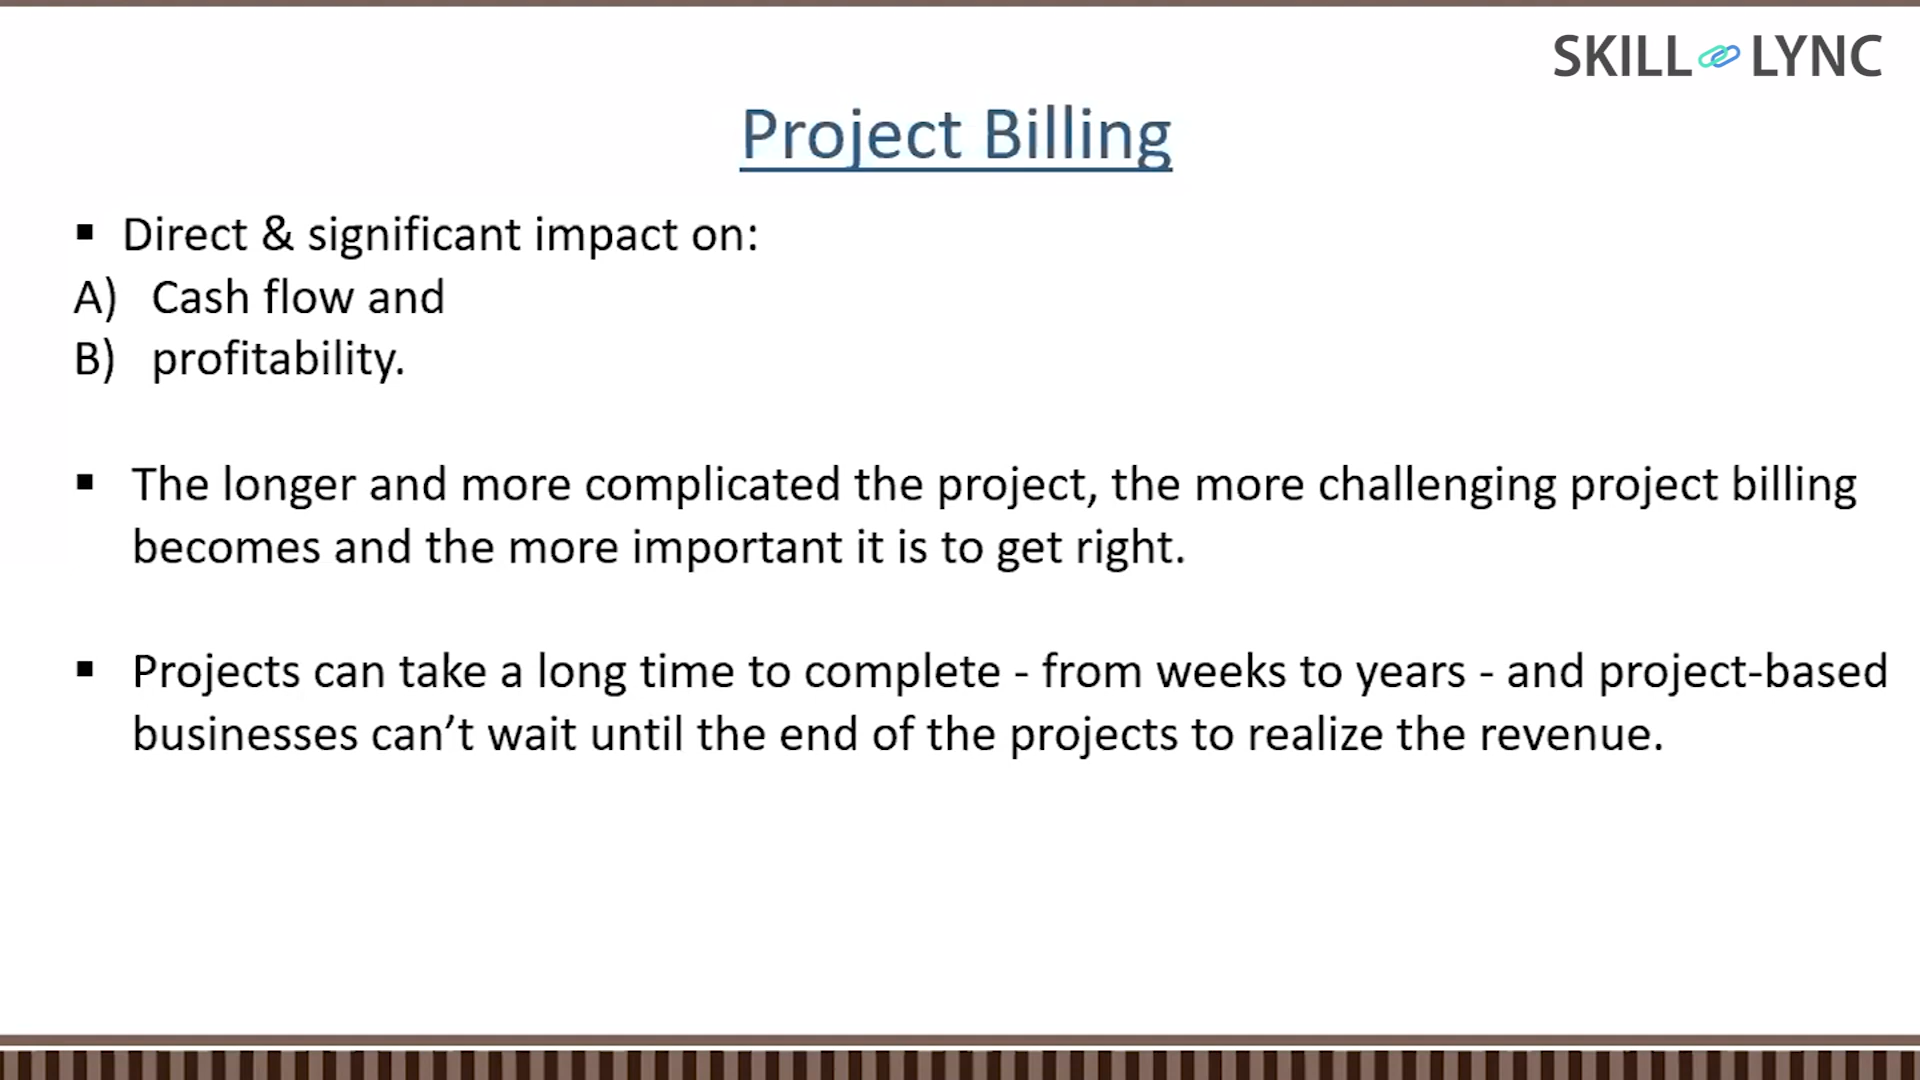 SKILL LYNC
Project Billing
▪ Direct & significant impact on:
A) Cash flow and
B) profitability.
▪ The longer and more complicated the project, the more challenging project billing
becomes and the more important it is to get right.
▪ Projects can take a long time to complete - from weeks to years - and project-based
businesses can’t wait until the end of the projects to realize the revenue.